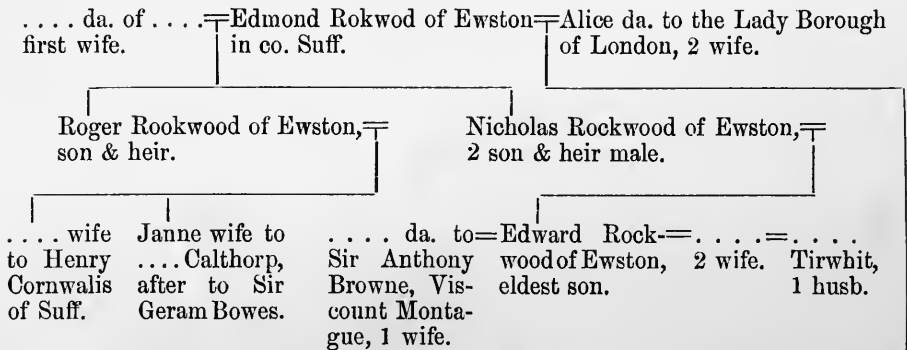 . . . . da. of . . . . Edmond Rokwod of Ewston Alice da. to the Lady Borough
first wife. in co. Suff. of London, 2 wife.
Roger Rookwood of Ewston, Nicholas Rockwood of Ewston,
son & heir. 2 son & heir male.
. . . . wife
to Henry
Cornwalis
of Suff.
Janne wife to
. . . . Calthorp,
after to Sir
Geram Bowes.
. . . . da. to
Sir Anthony
Browne, Vis-
count Monta-
gue, 1 wife.
Edward Rock-
wood of Ewston,
eldest son.
. . . .
2 wife.
. . . .
Tirwhit,
1 husb.